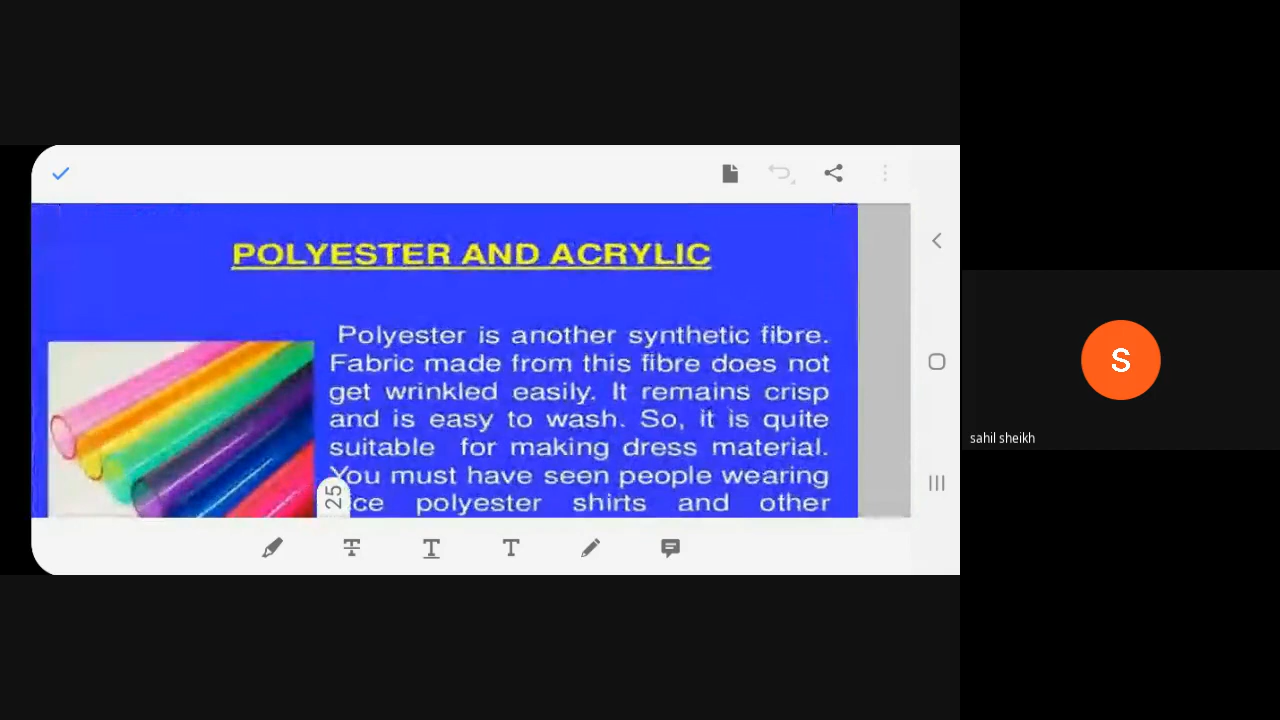 POLYESTER AND ACRYLIC
Polyester is another synthetic fibre.
Fabric made from this fibre does not
get wrinkled easily. It remains crisp
and is easy to wash. So, it is quite
suitable for making dress material.
You must have seen people wearing
ice polyester shirts and other
25
S
sahil sheikh